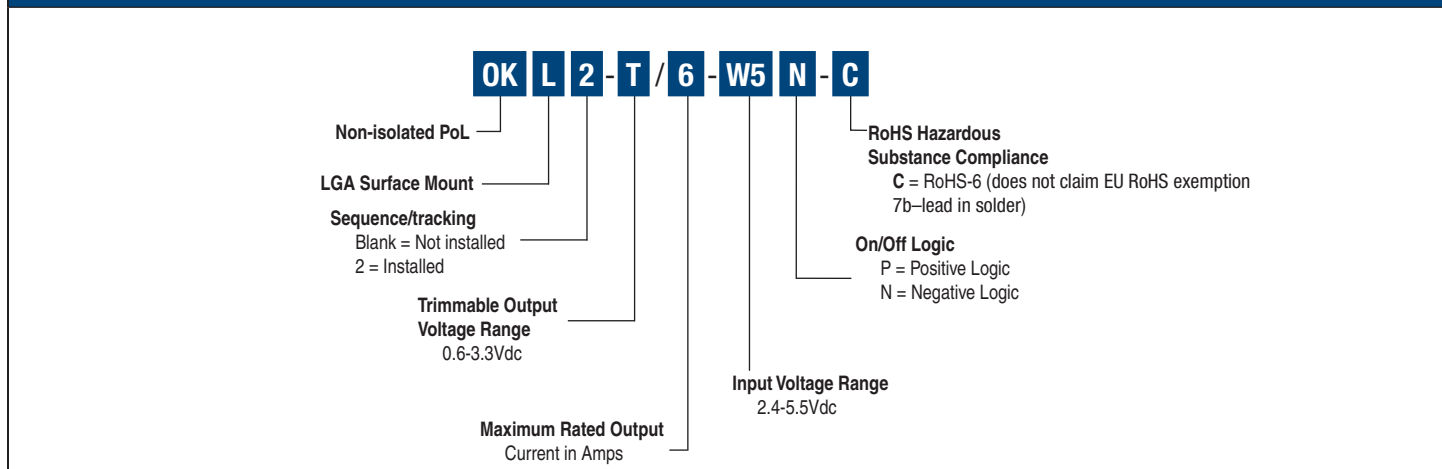 OK L 2 - T / 6 - W5 N - C
Non-isolated PoL
LGA Surface Mount
Sequence/tracking
Blank = Not installed
2 = Installed
Trimmable Output
Voltage Range
0.6-3.3Vdc
Maximum Rated Output
Current in Amps
Input Voltage Range
2.4-5.5Vdc
On/Off Logic
P = Positive Logic
N = Negative Logic
RoHS Hazardous
Substance Compliance
C = RoHS-6 (does not claim EU RoHS exemption
7b–lead in solder)